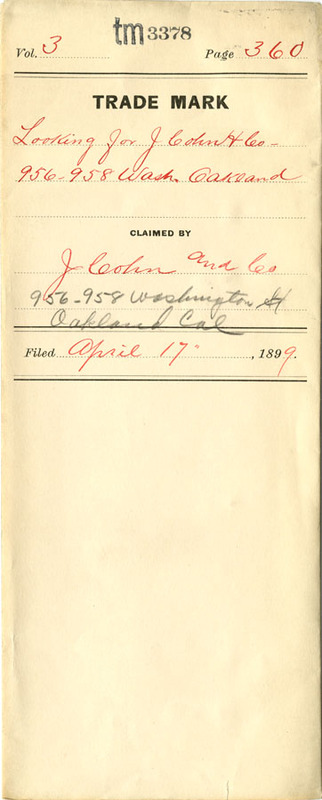 tm 3378
Vol. 3 Page 360
TRADE MARK
Looking for J Cohn & Co-
956-958 Wash. Oakland
CLAIMED BY
J Cohn and Co
956-958 Washington St
Oakland Cal
Filed April 17" , 1899.